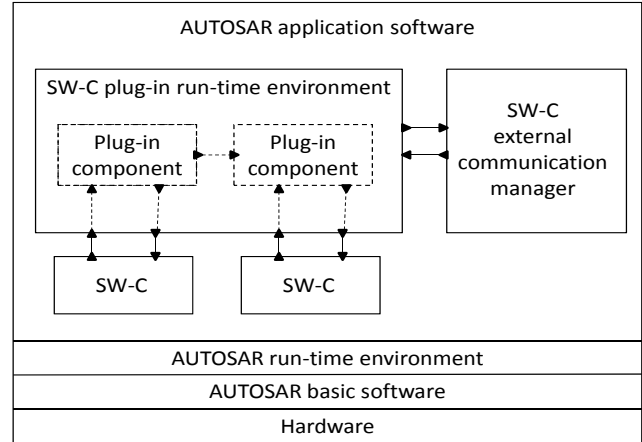 AUTOSAR application software
SW-C plug-in run-time environment
Plug-in
component
Plug-in
component
SW-C
external
communication
manager
SW-C
SW-C
AUTOSAR run-time environment
AUTOSAR basic software
Hardware